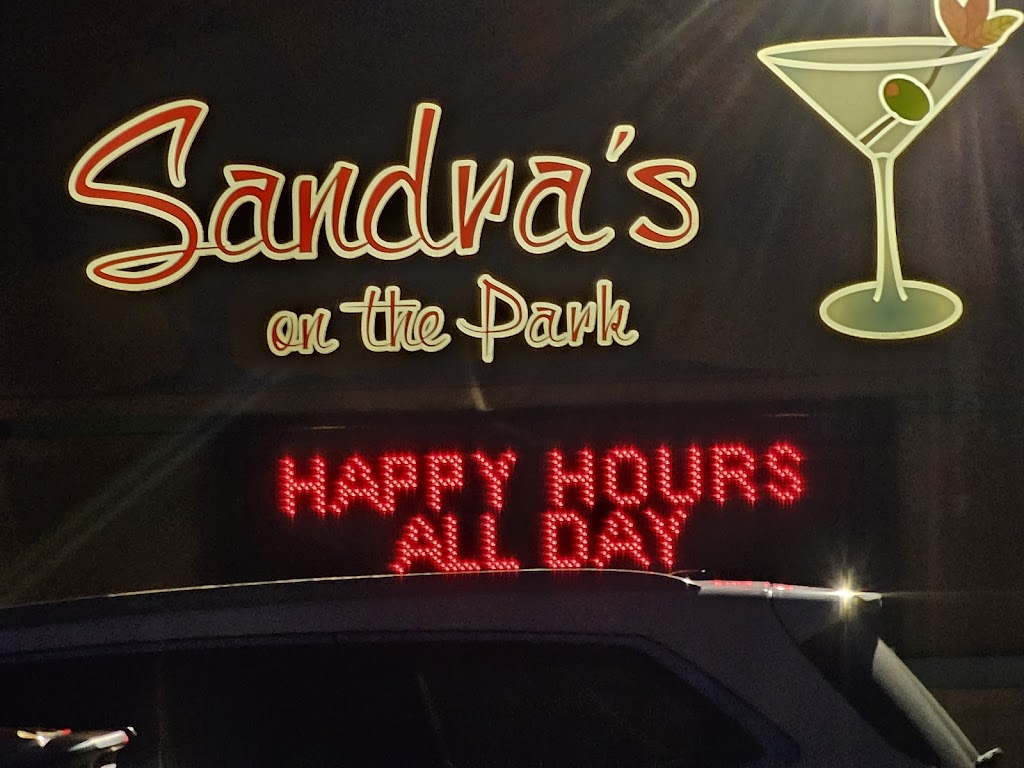 Sandra's
on the Park
HAPPY HOURS
ALL DAY